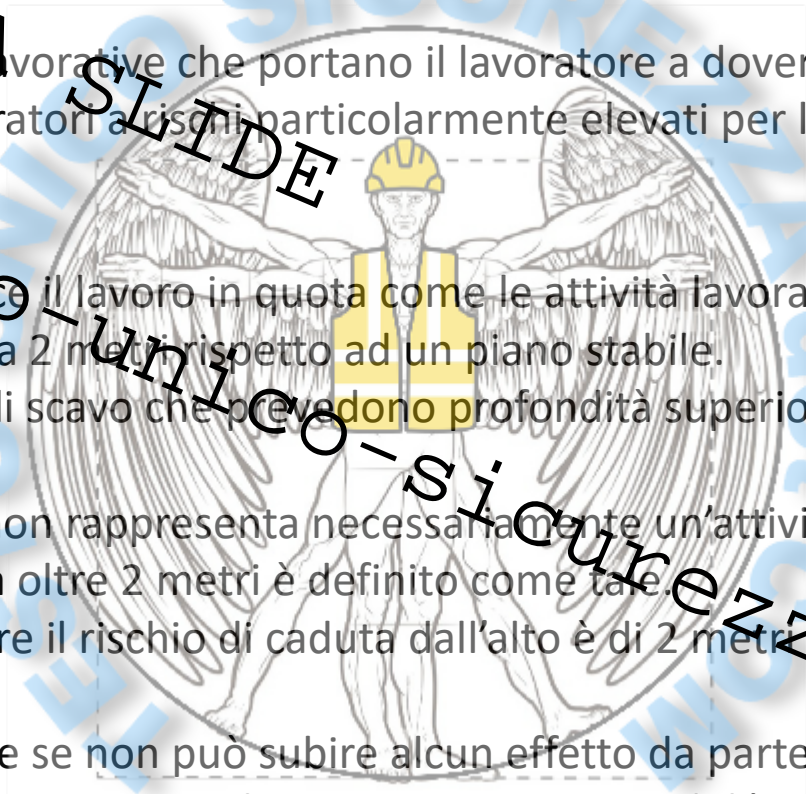 SLIDE
vorative che portano il lavoratore a dover
ratori a rischi particolarmente elevati per l
o-unico-sicurezz
ce il lavoro in quota come le attività lavora
a 2 metri rispetto ad un piano stabile.
li scavo che prevedono profondità superio
on rappresenta necessariamente un'attivi
oltre 2 metri è definito come tale.
re il rischio di caduta dall'alto è di 2 metri
e se non può subire alcun effetto da parte